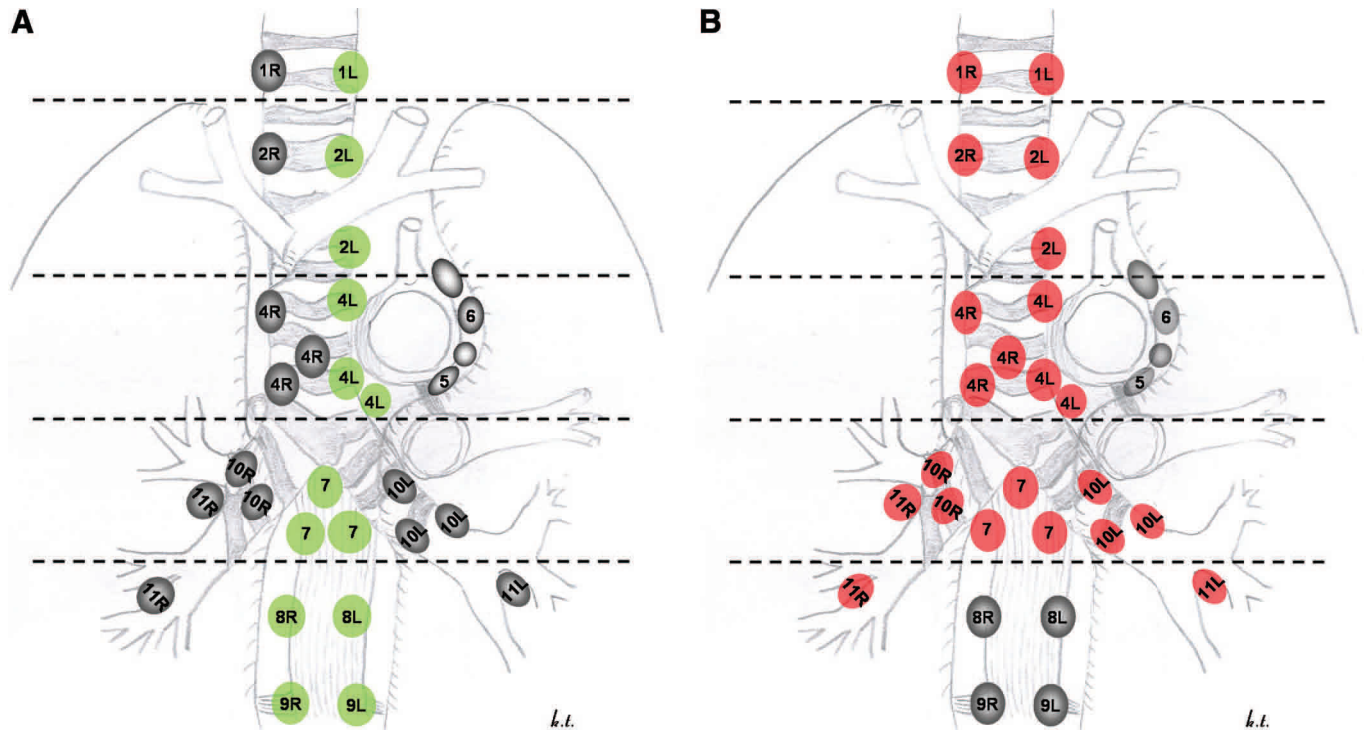 A
1R 1L
2R 2L
2L
4L
4R
6
4R
4R 4L
5
4L
10R
7
10L
11R 10R
10L
7 7 10L
11R 11L
8R 8L
9R 9L
k.t.
B
1R 1L
2R 2L
2L
4L
4R
6
4R
4R 4L
5
4L
10R
7
10L
11R 10R
10L
7 7 10L
11R 11L
8R 8L
9R 9L
k.t.